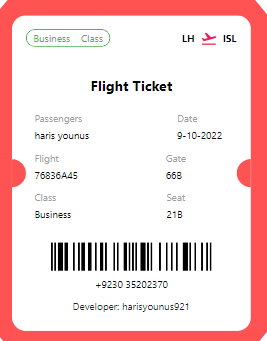 Business Class LH ISL
Flight Ticket
Passengers Date
haris younus 9-10-2022
Flight Gate
76836A45 66B
Class Seat
Business 21B
+9230 35202370
Developer: harisyounus921